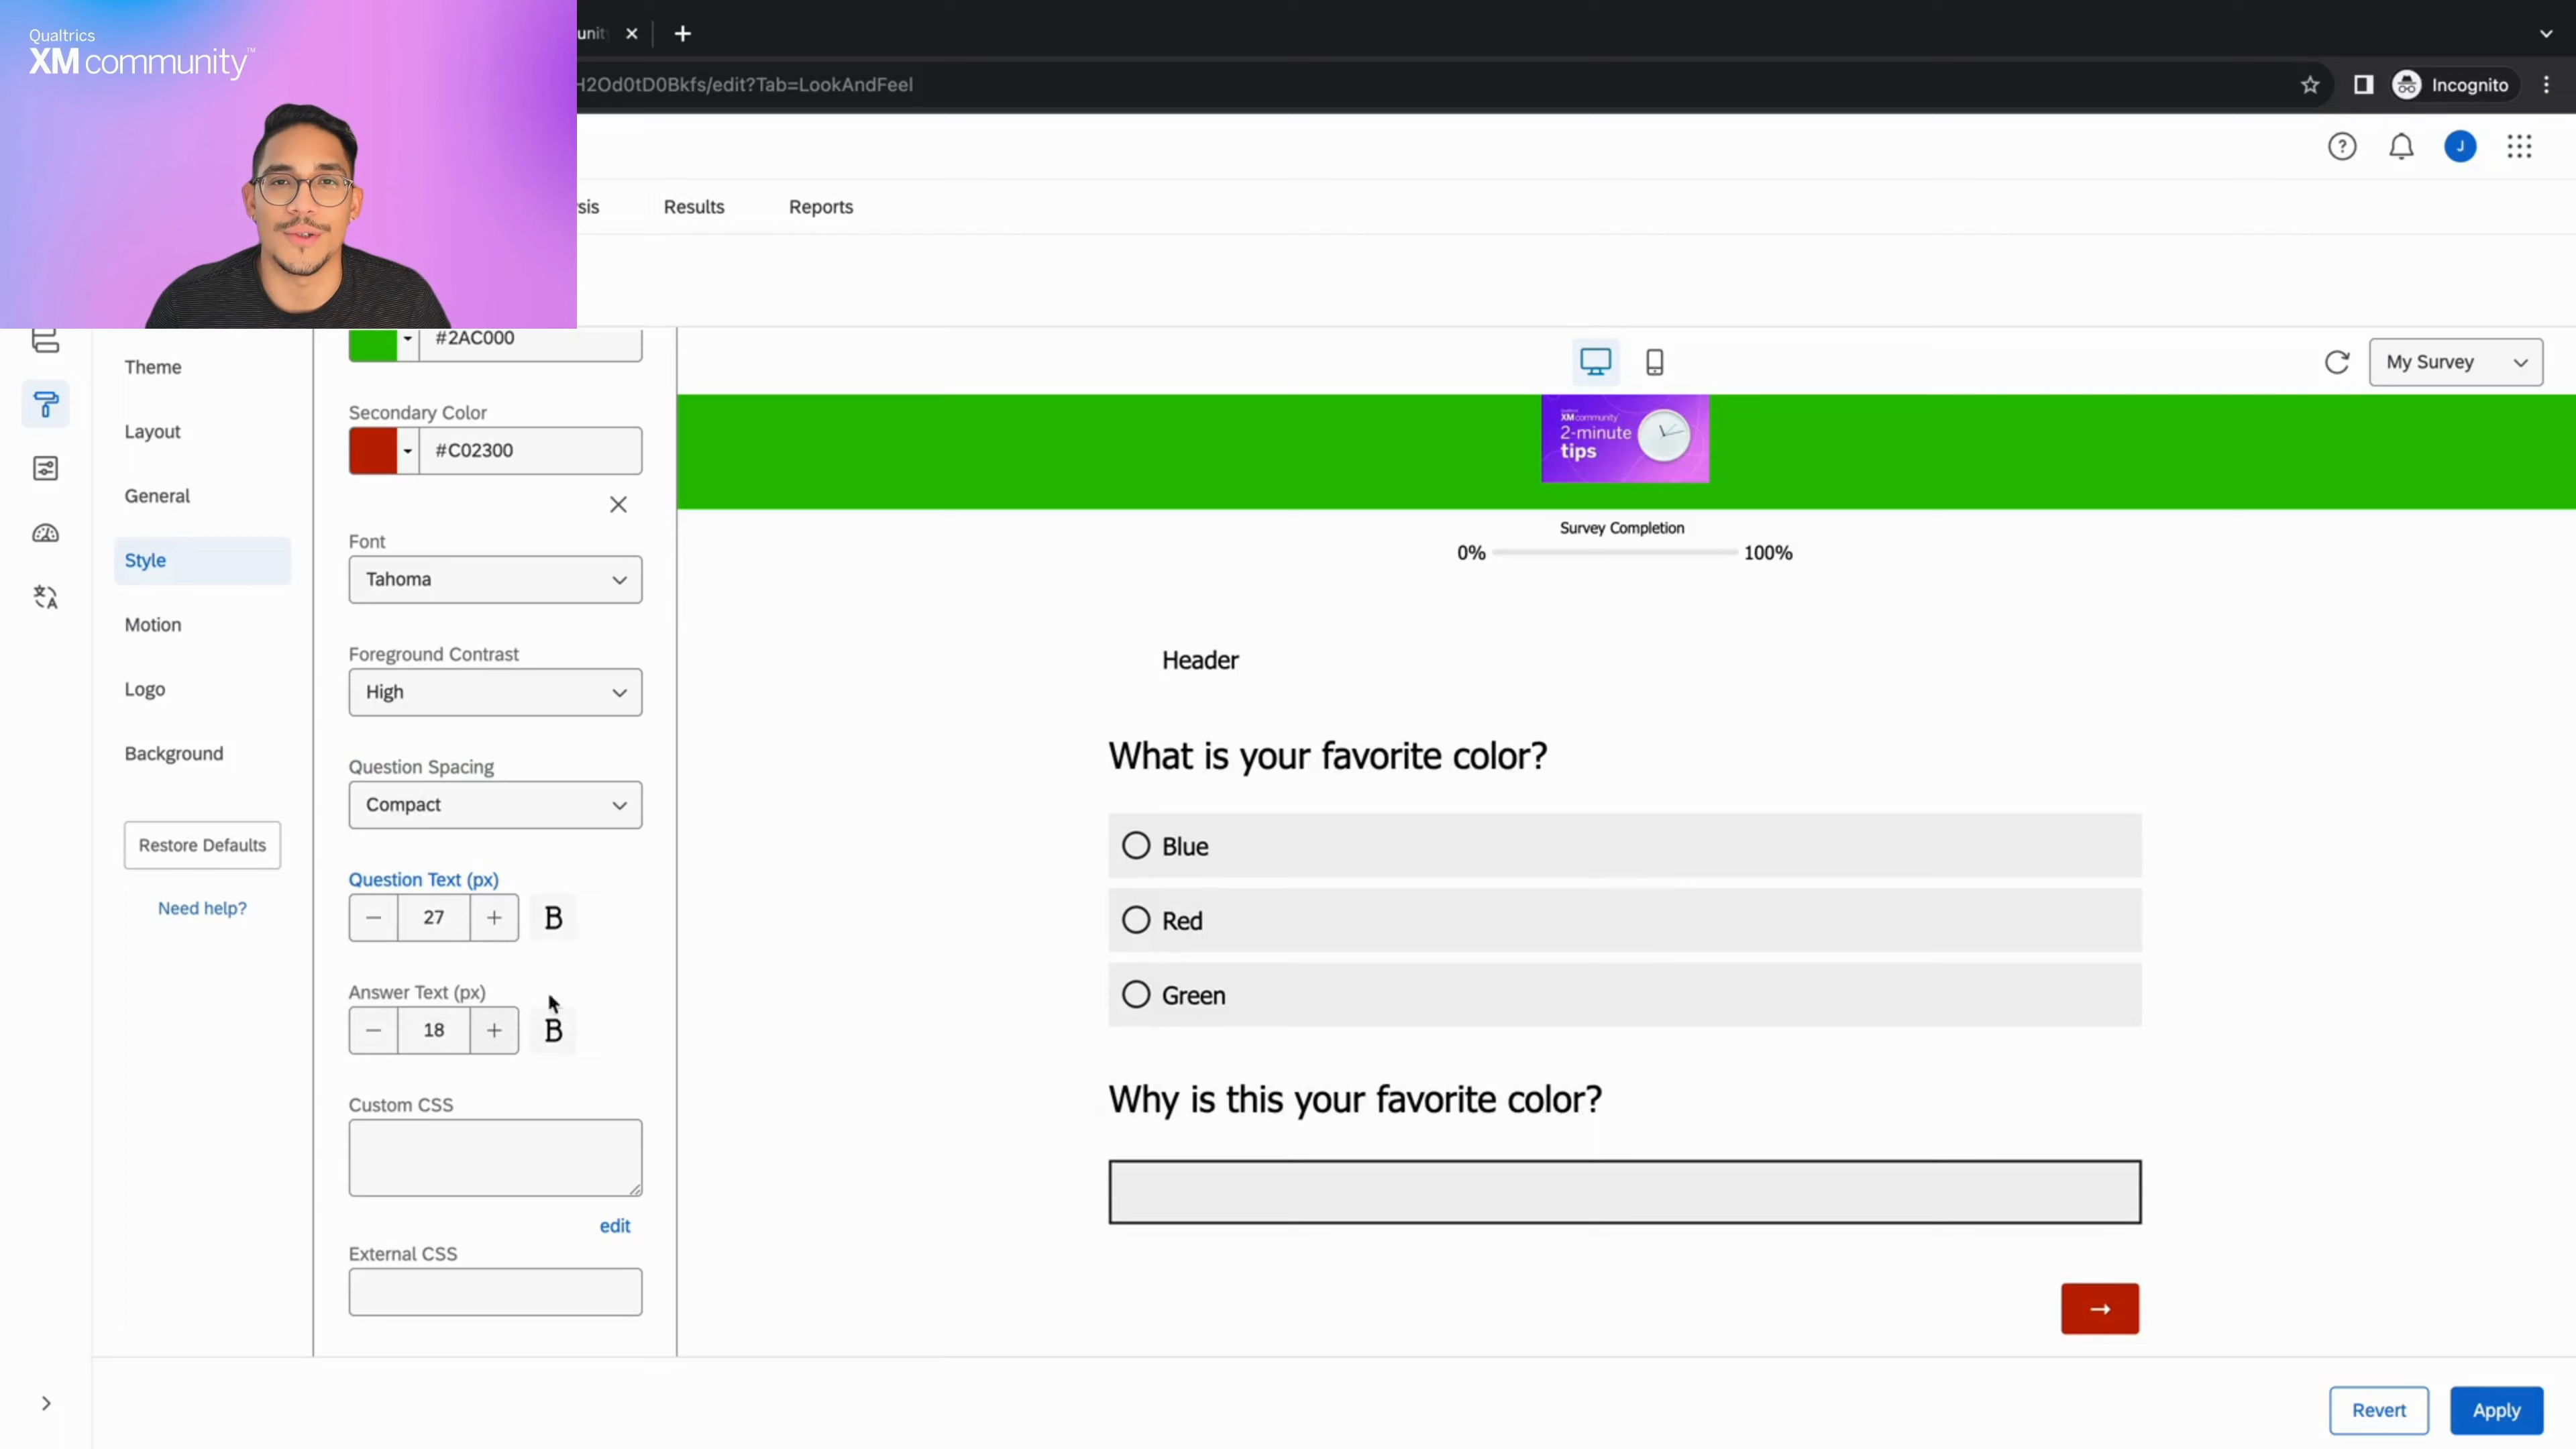 Qualtrics
XM community™
unit
H2Od0tD0Bkfs/edit?Tab=LookAndFeel
Incognito
J
sis
Results
Reports
Theme
Layout
General
Style
Motion
Logo
Background
Restore Defaults
Need help?
#2AC000
Secondary Color
#C02300
Font
Tahoma
Foreground Contrast
High
Question Spacing
Compact
Question Text (px)
27
B
Answer Text (px)
18
B
Custom CSS
edit
External CSS
My Survey
XM community
2-minute
tips
Survey Completion
0%
100%
Header
What is your favorite color?
Blue
Red
Green
Why is this your favorite color?
→
Revert
Apply